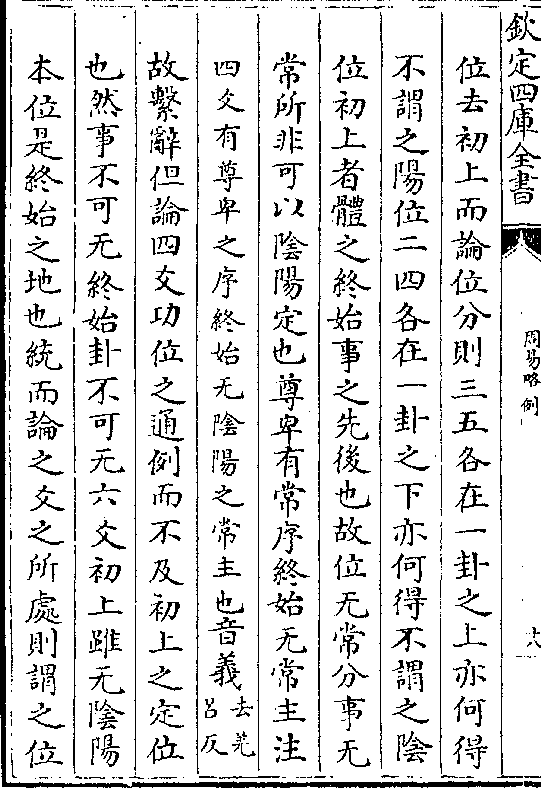 欽定四庫全書
周易略例
十八
位去初上而論位分則三五各在一卦之上亦何得
不謂之陽位二四各在一卦之下亦何得不謂之陰
位初上者體之終始事之先後也故位无常分事无
常所非可以陰陽定也尊卑有常序終始无常主注
四爻有尊卑之序終始无陰陽之常主也音義去羌
呂反
故繫辭但論四爻功位之通例而不及初上之定位
也然事不可无終始卦不可无六爻初上雖无陰陽
本位是終始之地也統而論之爻之所處則謂之位